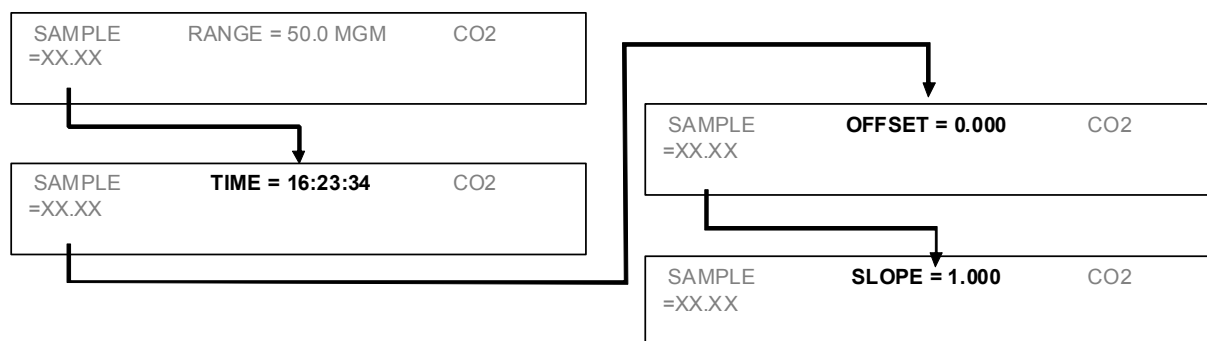 SAMPLE RANGE = 50.0 MGM CO2
=XX.XX
SAMPLE TIME = 16:23:34 CO2
=XX.XX
SAMPLE OFFSET = 0.000 CO2
=XX.XX
SAMPLE SLOPE = 1.000 CO2
=XX.XX